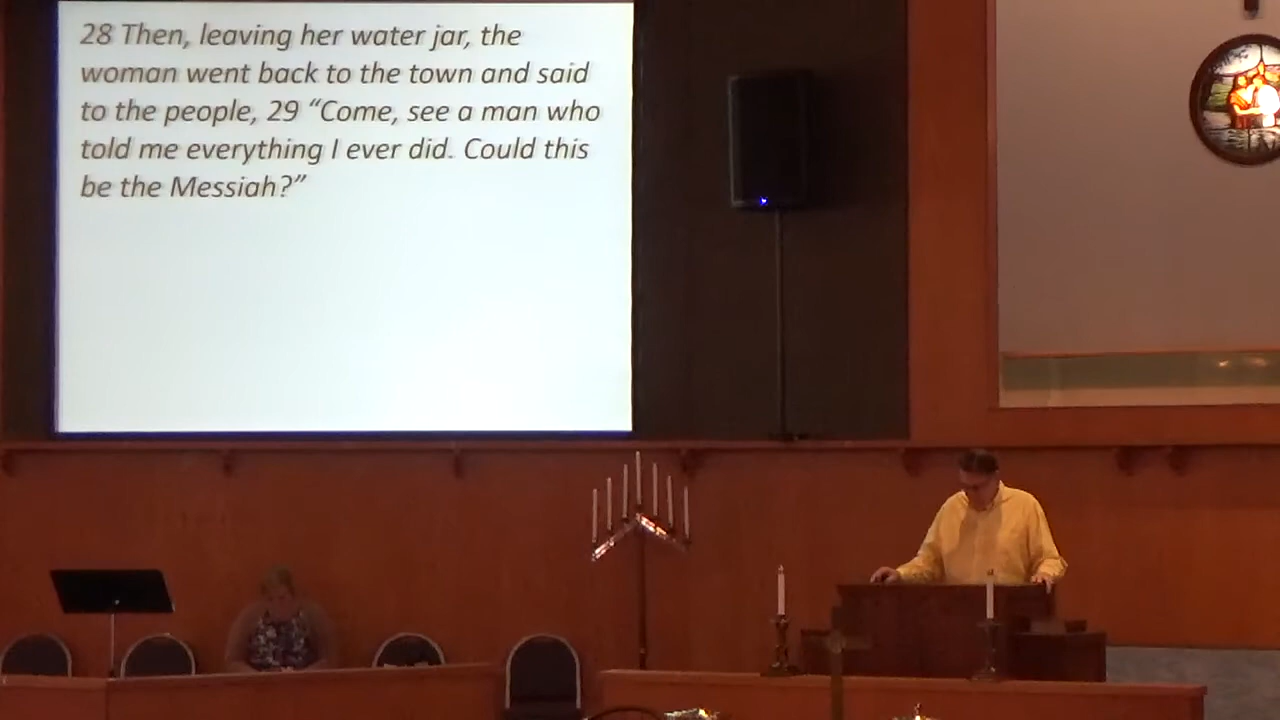 28 Then, leaving her water jar, the
woman went back to the town and said
to the people, 29 “Come, see a man who
told me everything I ever did. Could this
be the Messiah?”